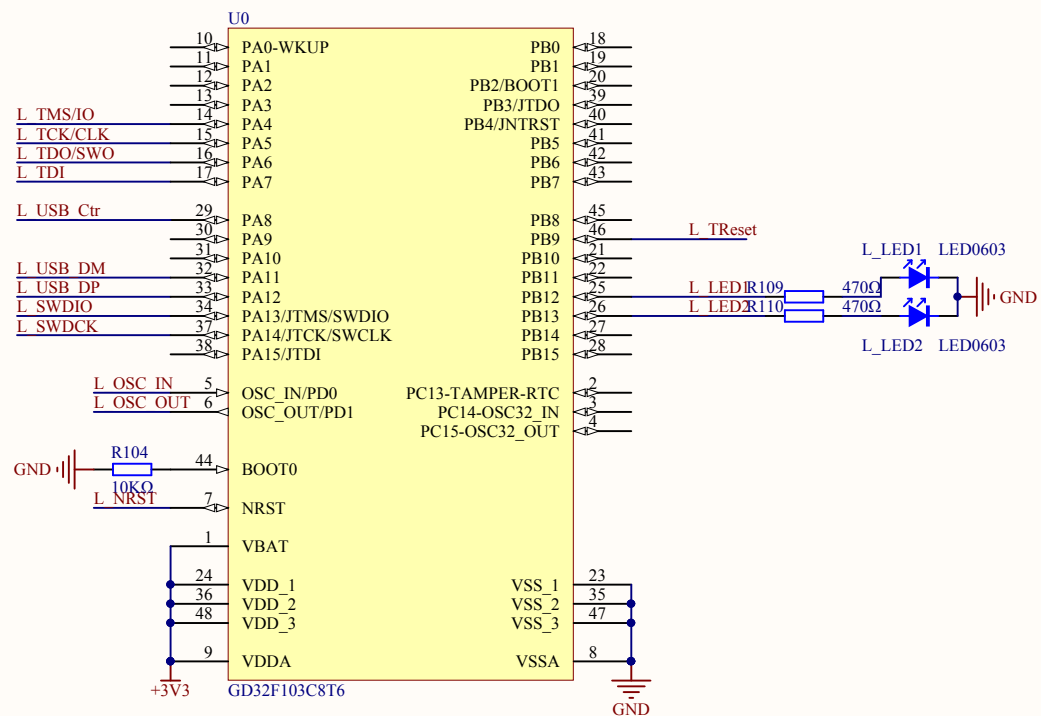 U0
10 PA0-WKUP PB0 18
11 PA1 PB1 19
12 PA2 PB2/BOOT1 20
13 PA3 PB3/JTDO 39
L_TMS/IO 14 PA4 PB4/JNTRST 40
L_TCK/CLK 15 PA5 PB5 41
L_TDO/SWO 16 PA6 PB6 42
L_TDI 17 PA7 PB7 43
L_USB_Ctr 29 PA8 PB8 45
30 PA9 PB9 46 L_TReset
31 PA10 PB10 21
L_LED1 LED0603
L_USB_DM 32 PA11 PB11 22
L_USB_DP 33 PA12 PB12 25 L_LED1 R109 470Ω
GND
L_SWDIO 34 PA13/JTMS/SWDIO PB13 26 L_LED2 R110 470Ω
L_SWDCK 37 PA14/JTCK/SWCLK PB14 27
L_LED2 LED0603
38 PA15/JTDI PB15 28
L_OSC_IN 5 OSC_IN/PD0 PC13-TAMPER-RTC 2
L_OSC_OUT 6 OSC_OUT/PD1 PC14-OSC32_IN 3
PC15-OSC32_OUT 4
R104
GND 44 BOOT0
10KΩ
L_NRST 7 NRST
1 VBAT
24 VDD_1 VSS_1 23
36 VDD_2 VSS_2 35
48 VDD_3 VSS_3 47
9 VDDA VSSA 8
+3V3 GD32F103C8T6
GND